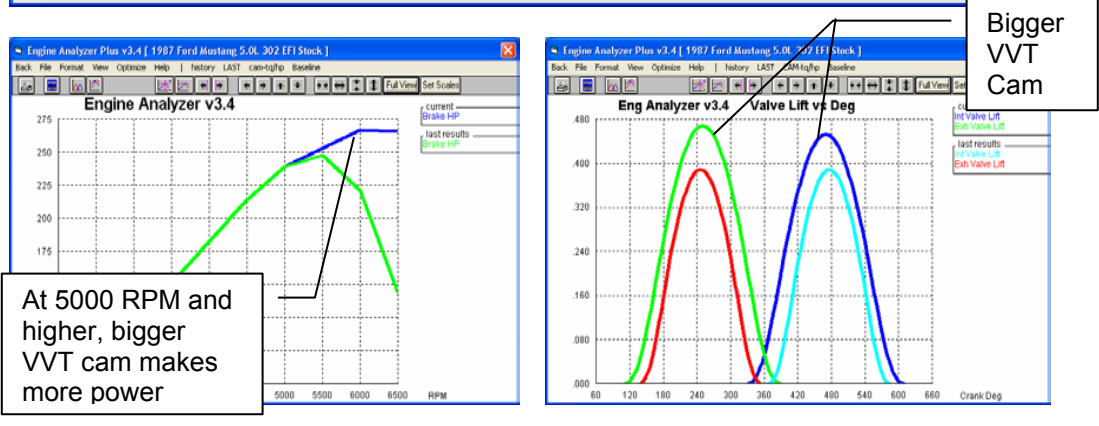 Bigger
VVT
Cam
Engine Analyzer Plus v3.4 [ 1987 Ford Mustang 5.0L 302 EFI Stock ]
Back File Format View Optimize Help | history LAST cam-tq/hp Baseline
Full View Set Scales
Engine Analyzer v3.4
current
Brake HP
last results
Brake HP
275
250
225
200
175
At 5000 RPM and
higher, bigger
VVT cam makes
more power
5000 5500 6000 6500 RPM
Engine Analyzer Plus v3.4 [ 1987 Ford Mustang 5.0L 302 EFI Stock ]
Back File Format View Optimize Help | history LAST CAM-tq/hp Baseline
Full View
Eng Analyzer v3.4 Valve Lift vs Deg
Int Valve Lift
Exh Valve Lift
last results
Int Valve Lift
Exh Valve Lift
.480
.400
.320
.240
.160
.080
.000
60 120 180 240 300 360 420 480 540 600 660 Crank Deg